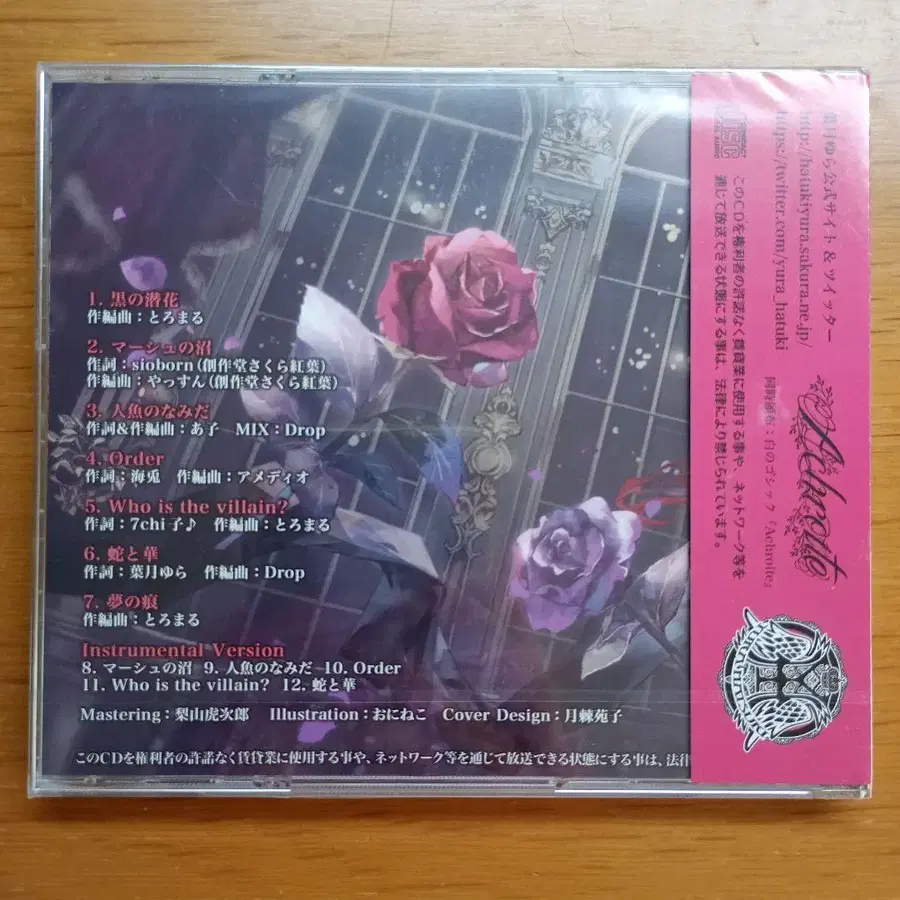 1. 黒の潜花
作編曲：とろまる
2. マーシュの沼
作詞：sioborn(創作堂さくら紅葉)
作編曲：やっすん(創作堂さくら紅葉)
3. 人魚のなみだ
作詞&作編曲：あ子 MIX：Drop
4. Order
作詞：海兎 作編曲：アメディオ
5. Who is the villain?
作詞：7chi子♪ 作編曲：とろまる
6. 蛇と華
作詞：葉月ゆら 作編曲：Drop
7. 夢の痕
作編曲：とろまる
Instrumental Version
8. マーシュの沼 9. 人魚のなみだ 10. Order
11. Who is the villain? 12. 蛇と華
Mastering：梨山虎次郎 Illustration：おにねこ Cover Design：月棘苑子
このCDを権利者の許諾なく賃貸業に使用する事や、ネットワーク等を通じて放送できる状態にする事は、法律
葉月ゆら公式サイト & ツイッター
http://hatukiyura.sakura.ne.jp/
https://twitter.com/yura_hatuki
このCDを権利者の許諾なく賃貸業に使用する事や、ネットワーク等を
通じて放送できる状態にする事は、法律により禁じられています。
同時頒布：白のゴシック『Achroite』
Achroite